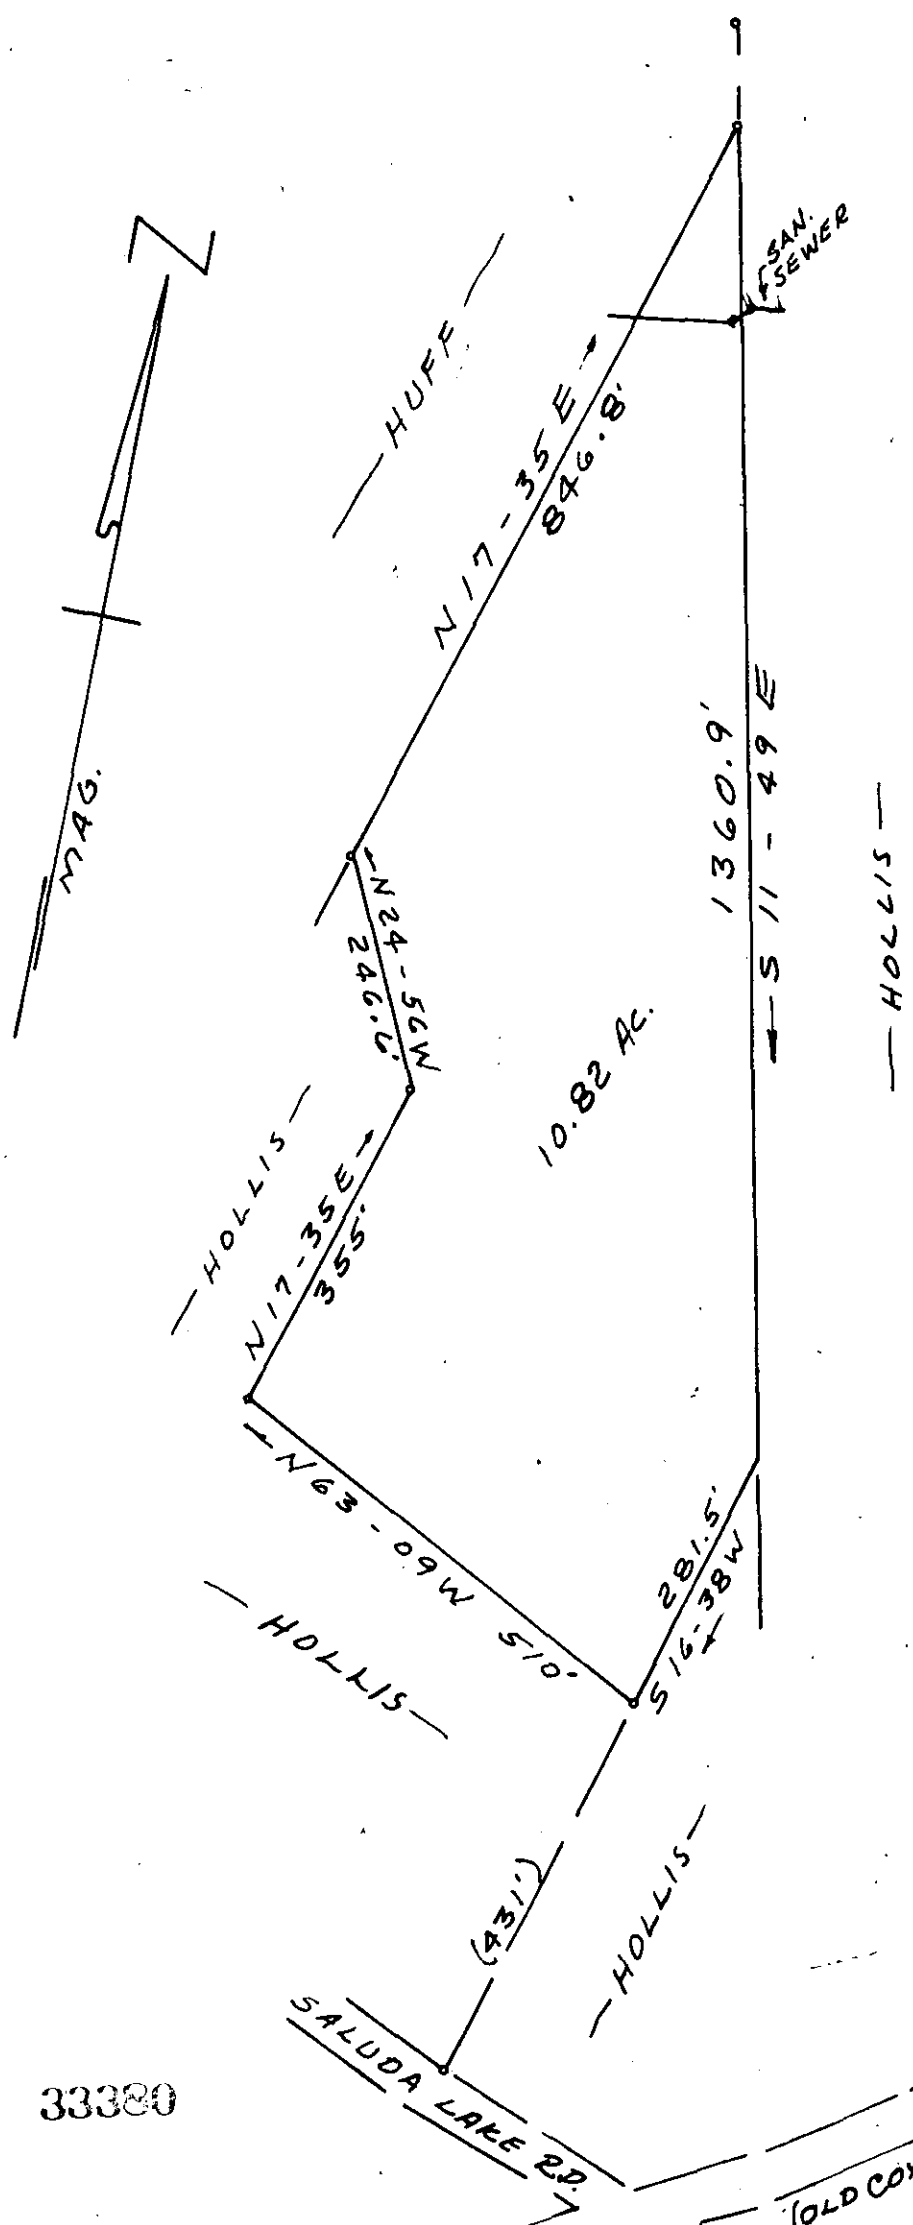 SAN.
SEWER
N
— HUFF —
N 17 - 35 E →
846.8'
MAG.
1360.9'
← S 11 - 49 E
— HOLLIS —
← N 24 - 56 W
246.6'
10.82 Ac.
— HOLLIS —
N 17 - 35 E →
355'
← N 63 - 09 W 510'
281.5'
S 16 - 38 W
— HOLLIS —
(431')
— HOLLIS —
SALUDA LAKE RD.
33380
(OLD